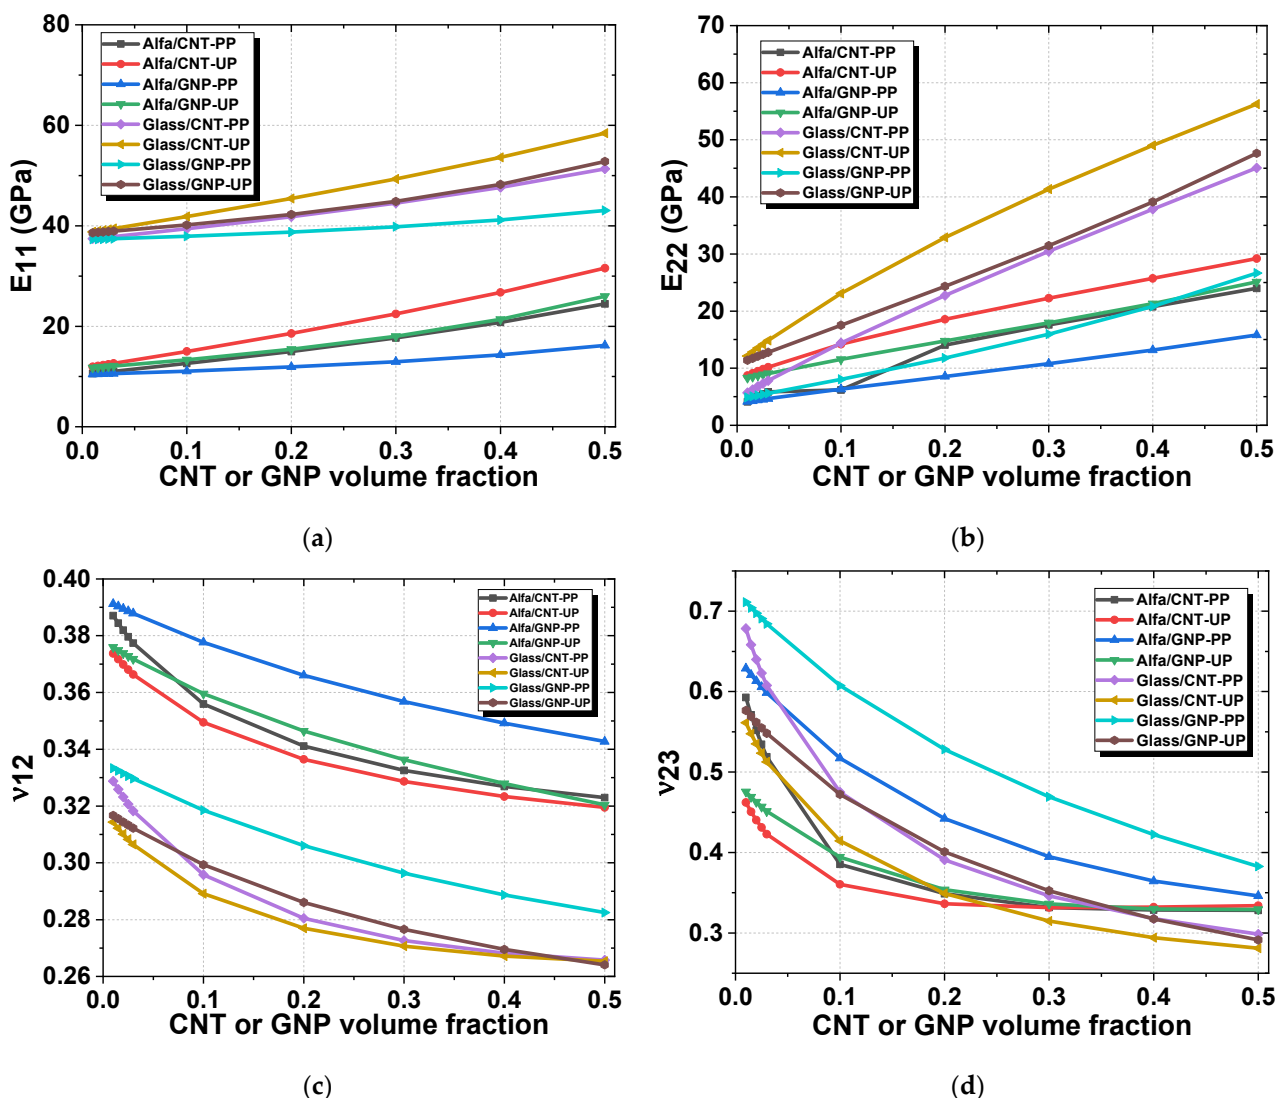 80
60
40
20
0
E11 (GPa)
Alfa/CNT-PP
Alfa/CNT-UP
Alfa/GNP-PP
Alfa/GNP-UP
Glass/CNT-PP
Glass/CNT-UP
Glass/GNP-PP
Glass/GNP-UP
0.0 0.1 0.2 0.3 0.4 0.5
CNT or GNP volume fraction
(a)
70
60
50
40
30
20
10
0
E22 (GPa)
Alfa/CNT-PP
Alfa/CNT-UP
Alfa/GNP-PP
Alfa/GNP-UP
Glass/CNT-PP
Glass/CNT-UP
Glass/GNP-PP
Glass/GNP-UP
0.0 0.1 0.2 0.3 0.4 0.5
CNT or GNP volume fraction
(b)
0.40
0.38
0.36
0.34
0.32
0.30
0.28
0.26
ν12
Alfa/CNT-PP
Alfa/CNT-UP
Alfa/GNP-PP
Alfa/GNP-UP
Glass/CNT-PP
Glass/CNT-UP
Glass/GNP-PP
Glass/GNP-UP
0.0 0.1 0.2 0.3 0.4 0.5
CNT or GNP volume fraction
(c)
0.7
0.6
0.5
0.4
0.3
ν23
Alfa/CNT-PP
Alfa/CNT-UP
Alfa/GNP-PP
Alfa/GNP-UP
Glass/CNT-PP
Glass/CNT-UP
Glass/GNP-PP
Glass/GNP-UP
0.0 0.1 0.2 0.3 0.4 0.5
CNT or GNP volume fraction
(d)